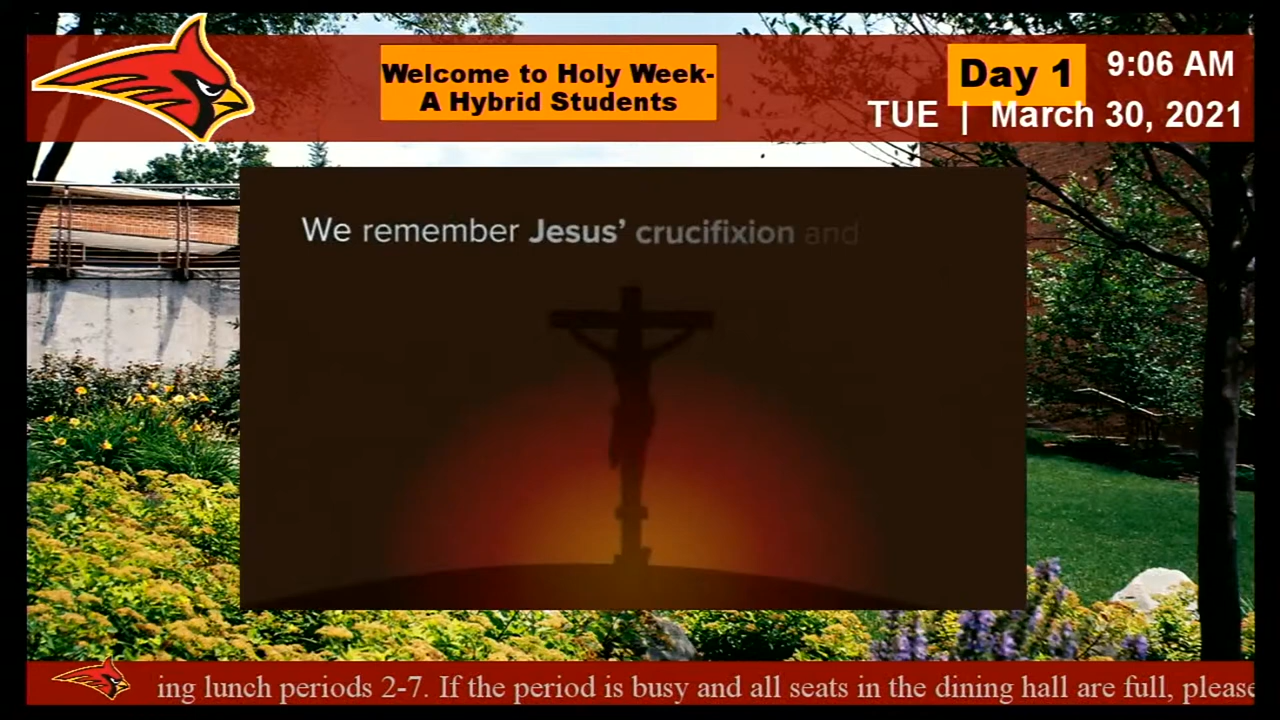 Welcome to Holy Week-
A Hybrid Students
Day 1
9:06 AM
TUE | March 30, 2021
We remember Jesus’ crucifixion and
ing lunch periods 2-7. If the period is busy and all seats in the dining hall are full, please